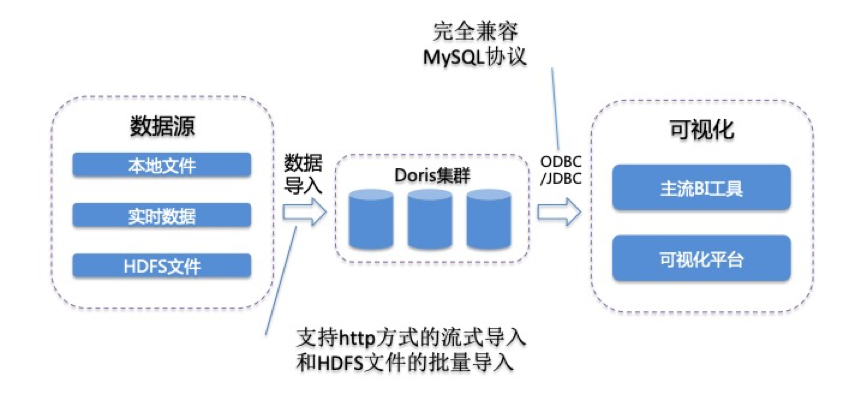 完全兼容
MySQL协议
数据源
本地文件
实时数据
HDFS文件
数据
导入
Doris集群
ODBC
/JDBC
可视化
主流BI工具
可视化平台
支持http方式的流式导入
和HDFS文件的批量导入